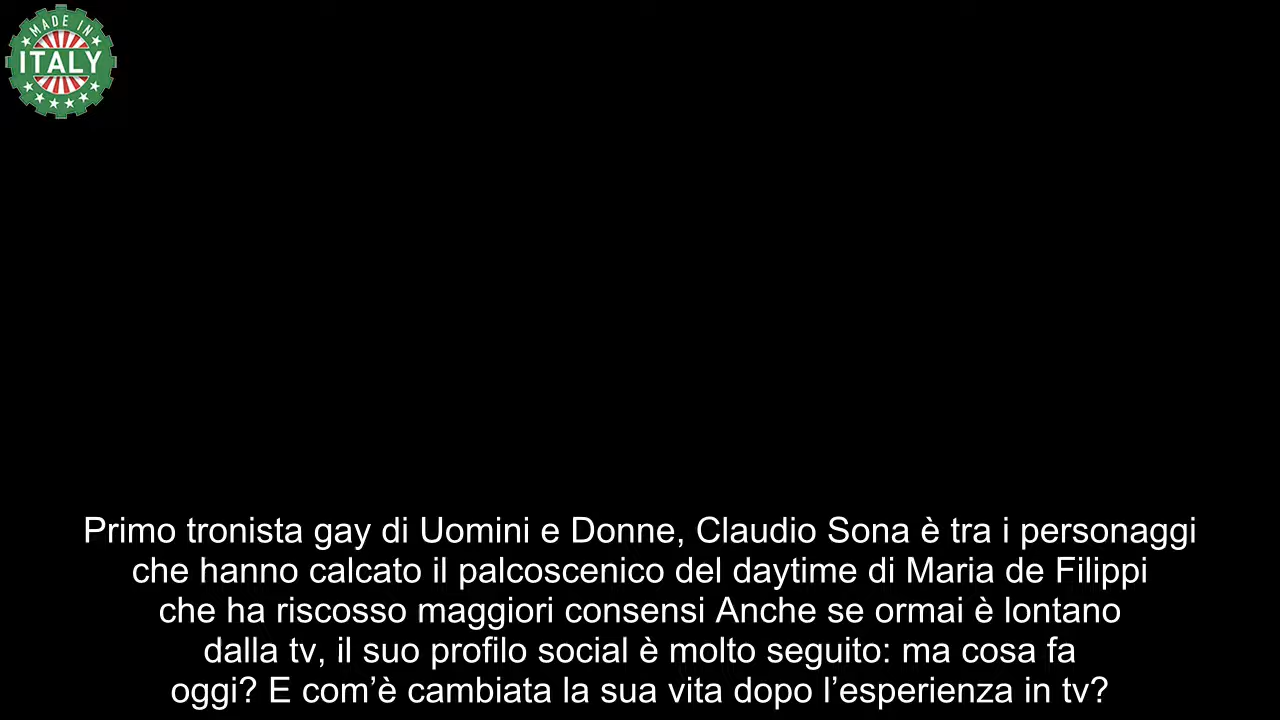 MADE IN
ITALY
Primo tronista gay di Uomini e Donne, Claudio Sona è tra i personaggi
che hanno calcato il palcoscenico del daytime di Maria de Filippi
che ha riscosso maggiori consensi Anche se ormai è lontano
dalla tv, il suo profilo social è molto seguito: ma cosa fa
oggi? E com’è cambiata la sua vita dopo l’esperienza in tv?